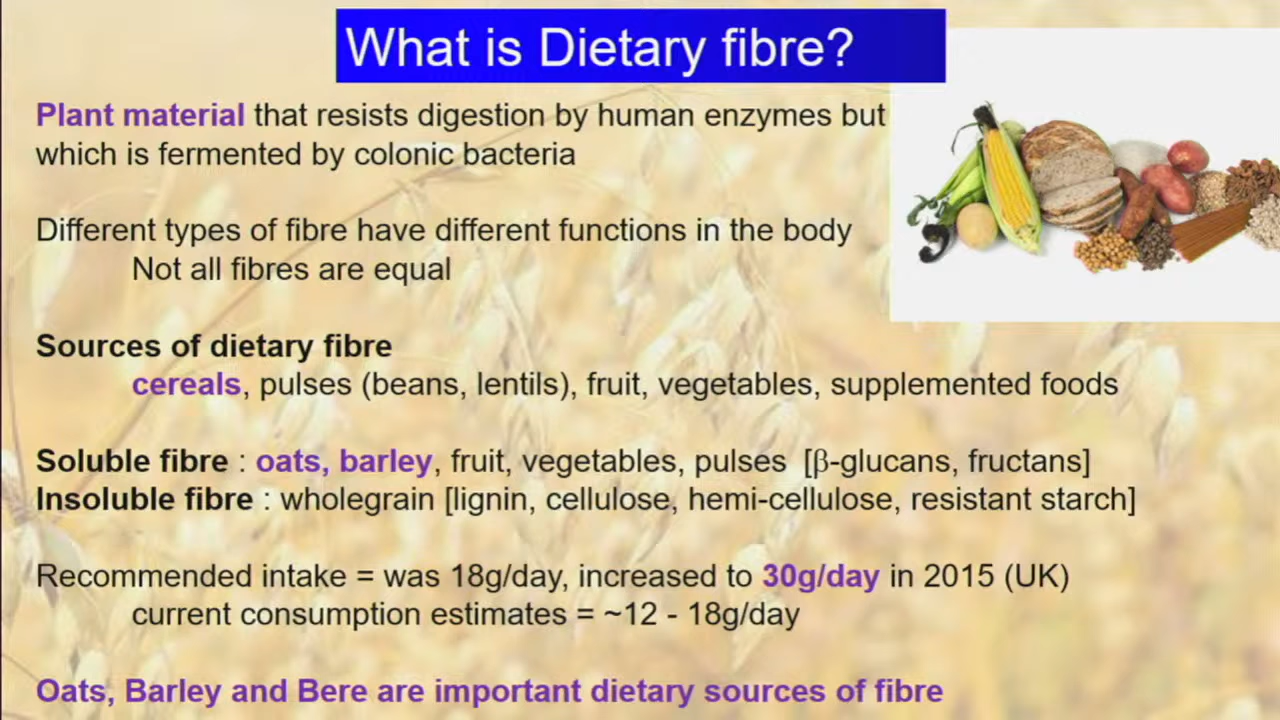 What is Dietary fibre?
Plant material that resists digestion by human enzymes but
which is fermented by colonic bacteria
Different types of fibre have different functions in the body
Not all fibres are equal
Sources of dietary fibre
cereals, pulses (beans, lentils), fruit, vegetables, supplemented foods
Soluble fibre : oats, barley, fruit, vegetables, pulses [β-glucans, fructans]
Insoluble fibre : wholegrain [lignin, cellulose, hemi-cellulose, resistant starch]
Recommended intake = was 18g/day, increased to 30g/day in 2015 (UK)
current consumption estimates = ~12 - 18g/day
Oats, Barley and Bere are important dietary sources of fibre